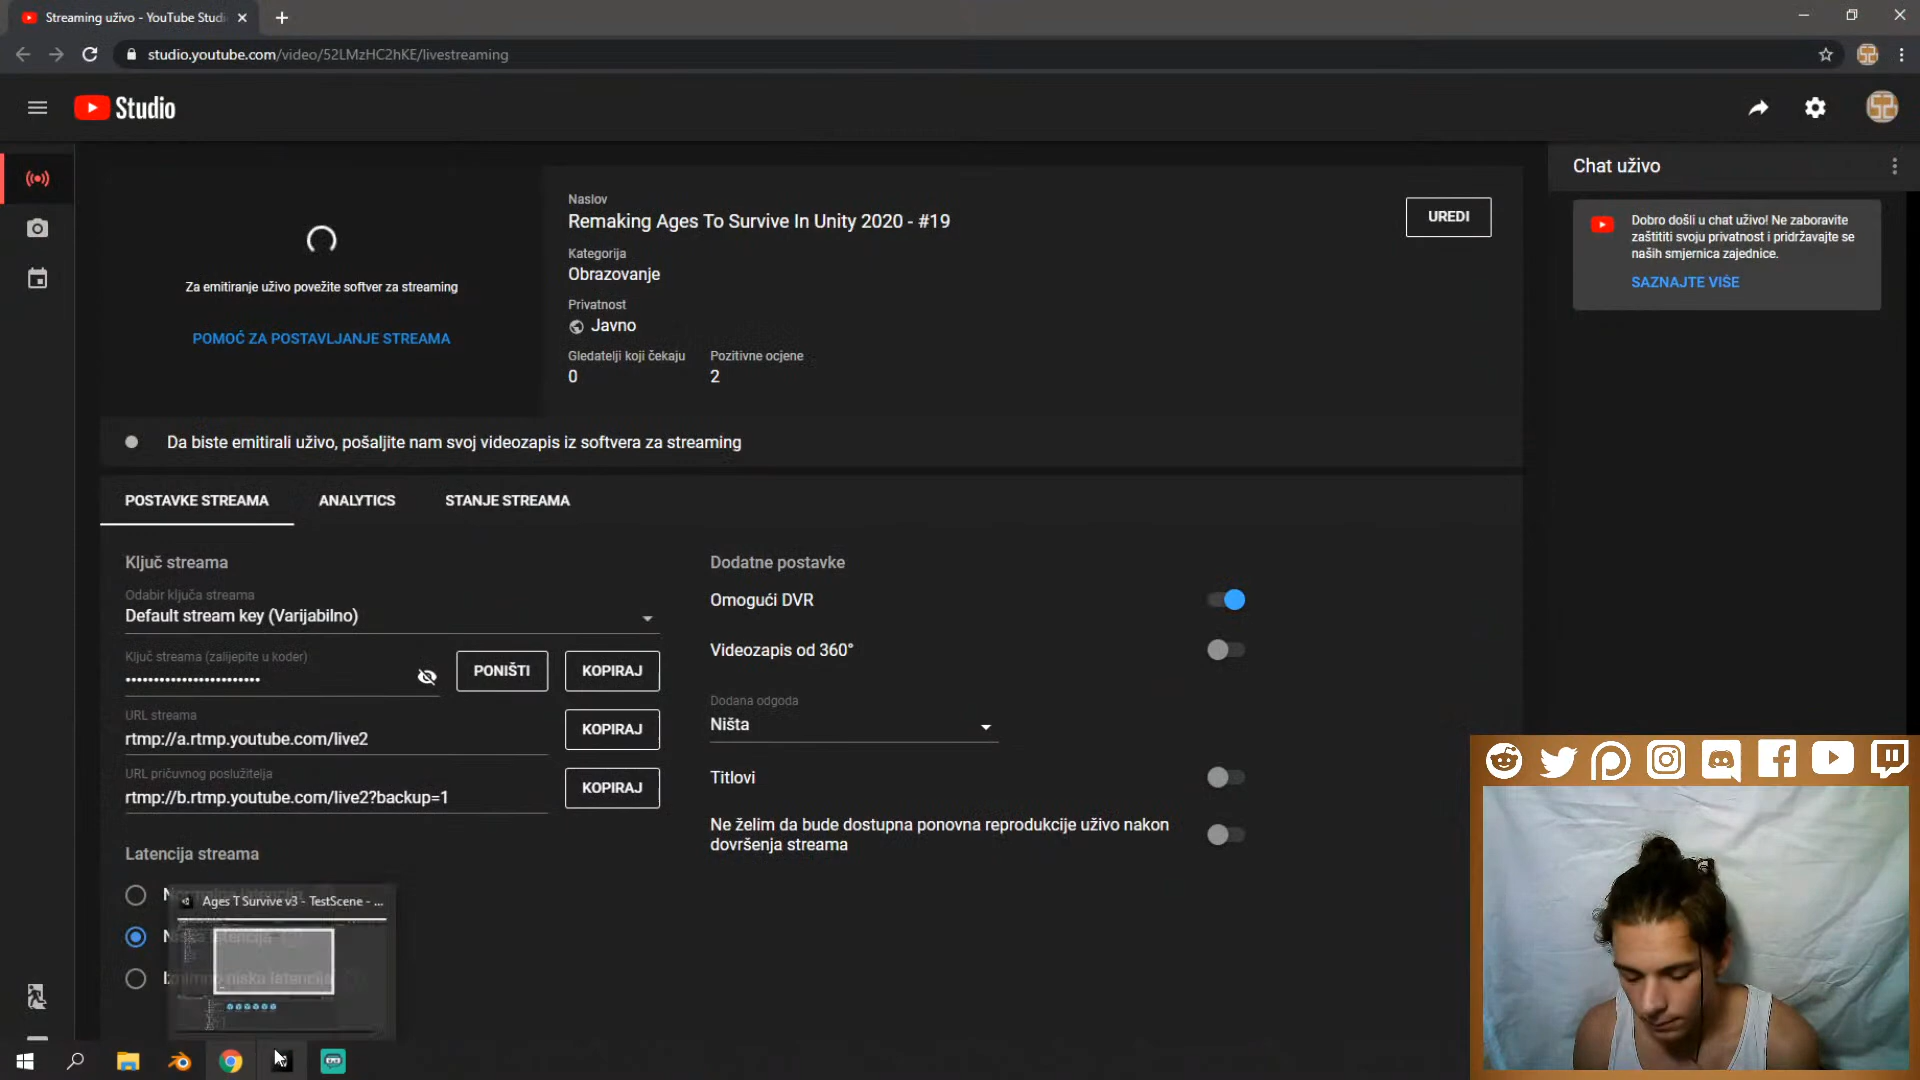 Streaming uživo - YouTube Studi
studio.youtube.com/video/52LMzHC2hKE/livestreaming
Studio
Naslov
Remaking Ages To Survive In Unity 2020 - #19
UREDI
Kategorija
Obrazovanje
Privatnost
Javno
Gledatelji koji čekaju
Pozitivne ocjene
0
2
Za emitiranje uživo povežite softver za streaming
POMOĆ ZA POSTAVLJANJE STREAMA
Da biste emitirali uživo, pošaljite nam svoj videozapis iz softvera za streaming
Chat uživo
Dobro došli u chat uživo! Ne zaboravite
zaštititi svoju privatnost i pridržavajte se
naših smjernica zajednice.
SAZNAJTE VIŠE
POSTAVKE STREAMA
ANALYTICS
STANJE STREAMA
Ključ streama
Odabir ključa streama
Default stream key (Varijabilno)
Ključ streama (zalijepite u koder)
••••••••••••••••••••••••
PONIŠTI
KOPIRAJ
URL streama
rtmp://a.rtmp.youtube.com/live2
KOPIRAJ
URL pričuvnog poslužitelja
rtmp://b.rtmp.youtube.com/live2?backup=1
KOPIRAJ
Latencija streama
Dodatne postavke
Omogući DVR
Videozapis od 360°
Dodana odgoda
Ništa
Titlovi
Ne želim da bude dostupna ponovna reprodukcije uživo nakon
dovršenja streama
Ages T Survive v3 - TestScene - ...